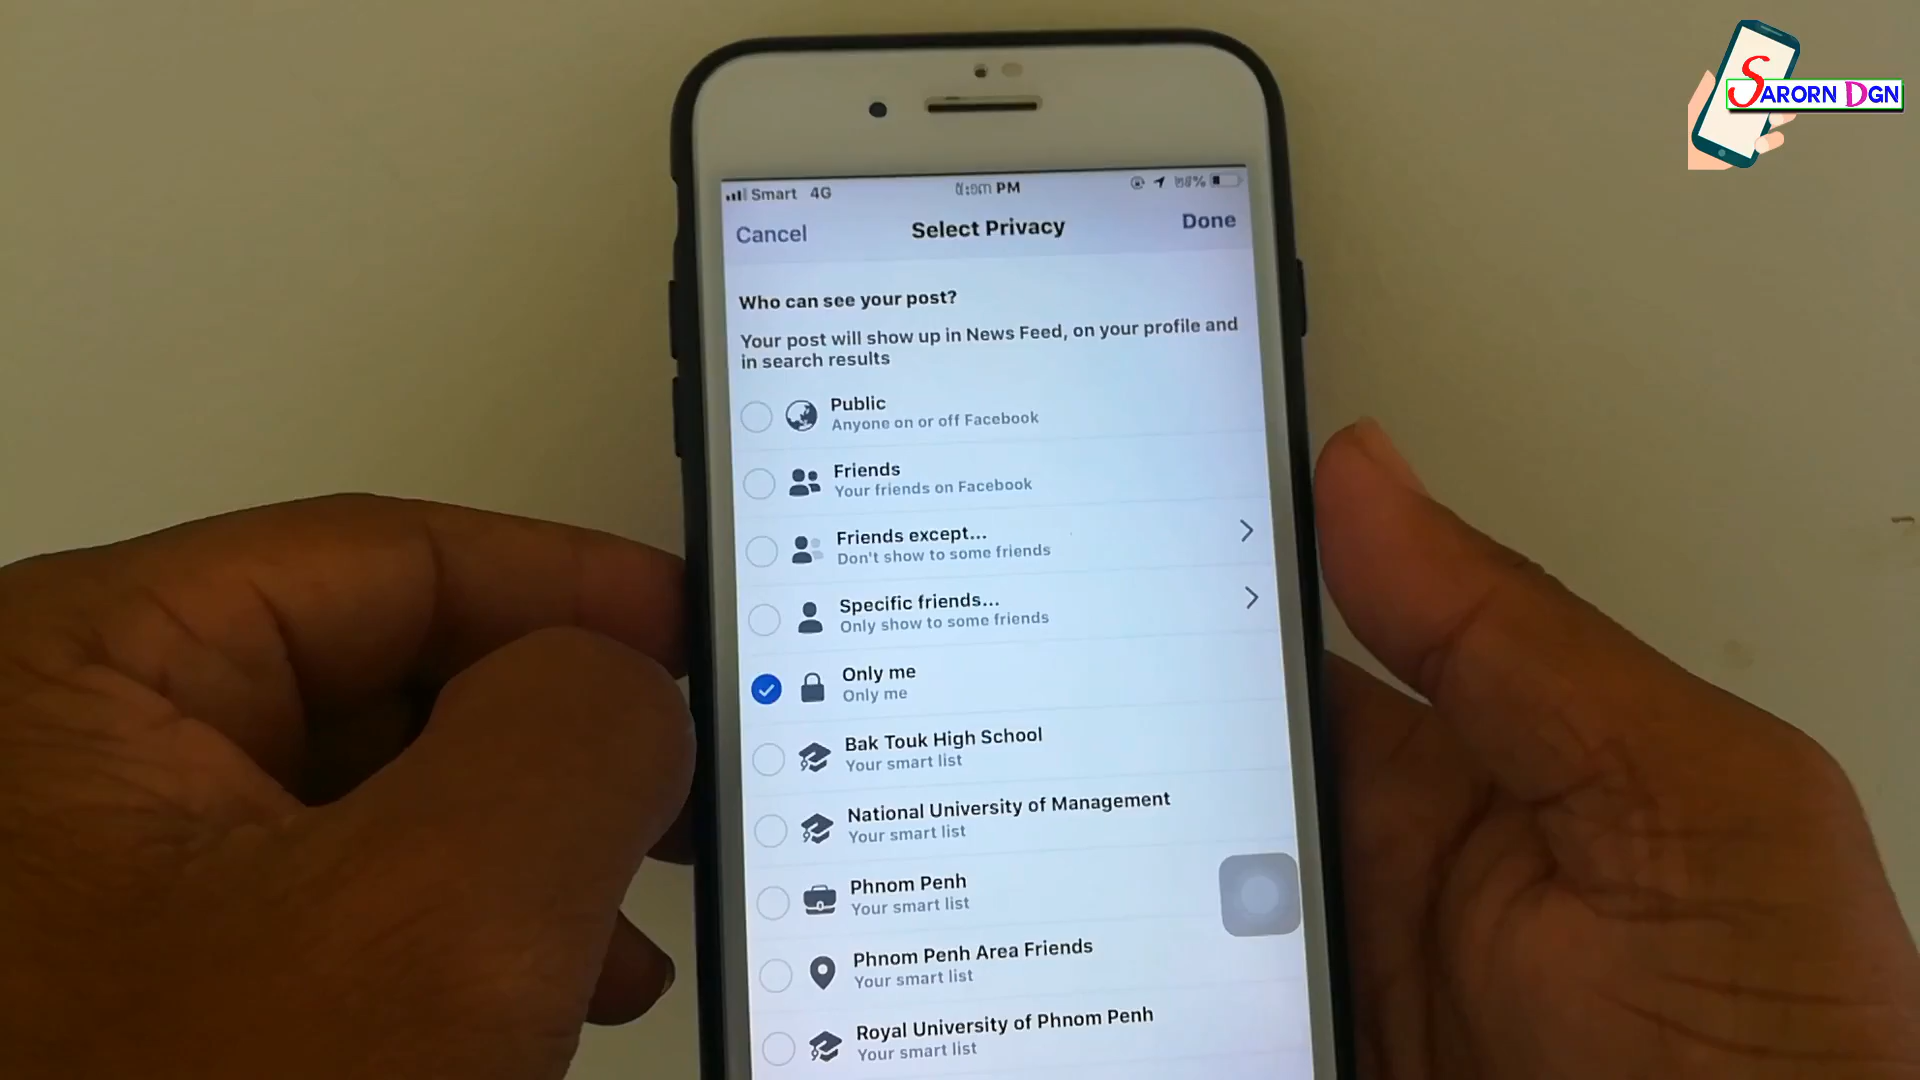 SARORN DGN
Smart 4G
PM
Cancel
Select Privacy
Done
Who can see your post?
Your post will show up in News Feed, on your profile and
in search results
Public
Anyone on or off Facebook
Friends
Your friends on Facebook
Friends except...
Don't show to some friends
Specific friends...
Only show to some friends
Only me
Only me
Bak Touk High School
Your smart list
National University of Management
Your smart list
Phnom Penh
Your smart list
Phnom Penh Area Friends
Your smart list
Royal University of Phnom Penh
Your smart list